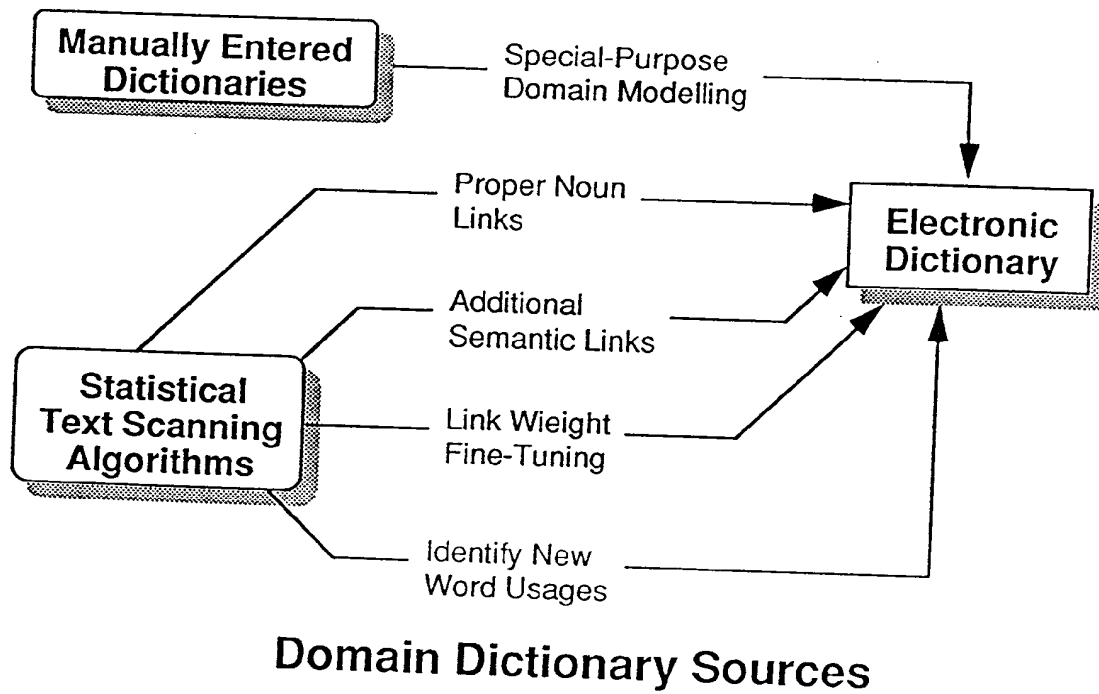 Manually Entered
Dictionaries
Special-Purpose
Domain Modelling
Proper Noun
Links
Electronic
Dictionary
Additional
Semantic Links
Statistical
Text Scanning
Algorithms
Link Wieight
Fine-Tuning
Identify New
Word Usages
Domain Dictionary Sources